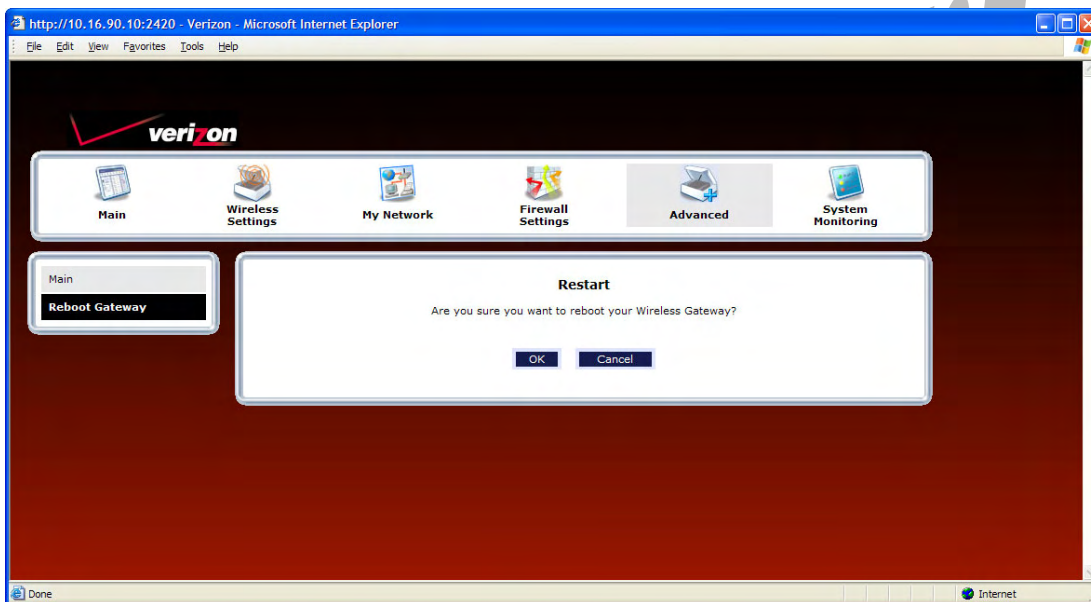 http://10.16.90.10:2420 - Verizon - Microsoft Internet Explorer
File Edit View Favorites Tools Help
verizon
Main
Wireless
Settings
My Network
Firewall
Settings
Advanced
System
Monitoring
Main
Reboot Gateway
Restart
Are you sure you want to reboot your Wireless Gateway?
OK Cancel
Done Internet